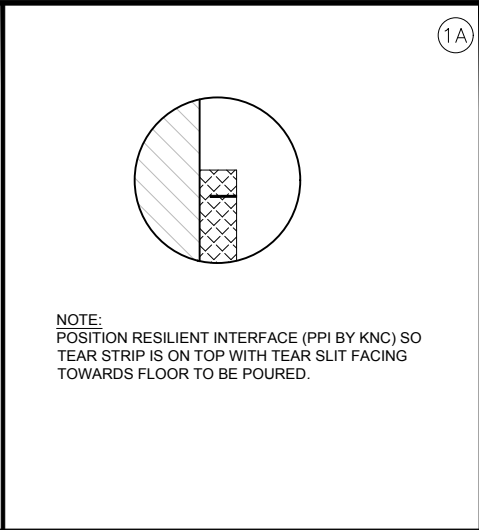 1A
NOTE:
POSITION RESILIENT INTERFACE (PPI BY KNC) SO
TEAR STRIP IS ON TOP WITH TEAR SLIT FACING
TOWARDS FLOOR TO BE POURED.